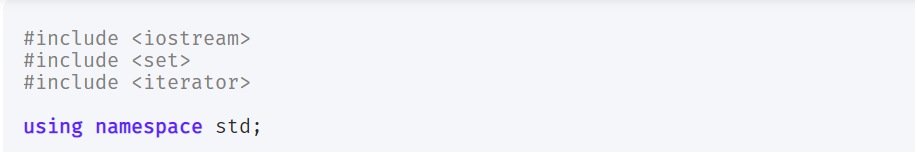 #include <iostream>
#include <set>
#include <iterator>
using namespace std;